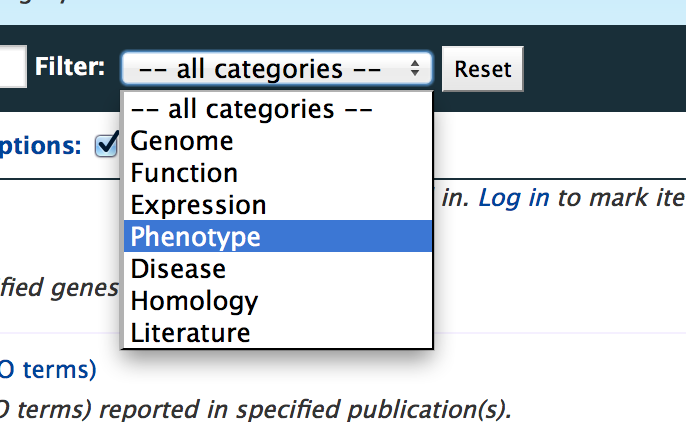 Filter: -- all categories -- Reset
-- all categories --
Genome
ptions: Function
Expression
in. Log in to mark ite
Phenotype
Disease
fied genes Homology
Literature
O terms)
O terms) reported in specified publication(s).